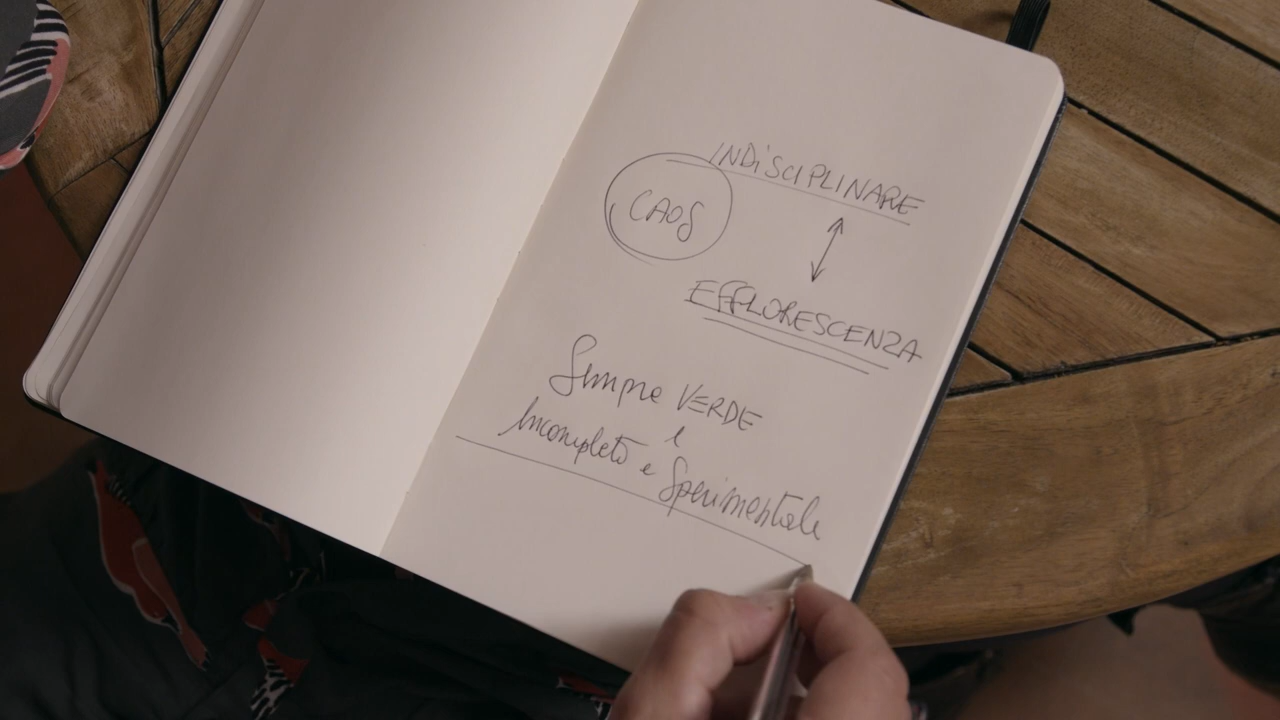 INDISCIPLINARE
CAOS
EFFLORESCENZA
Sempre VERDE
e
Incompleto e Sperimentale